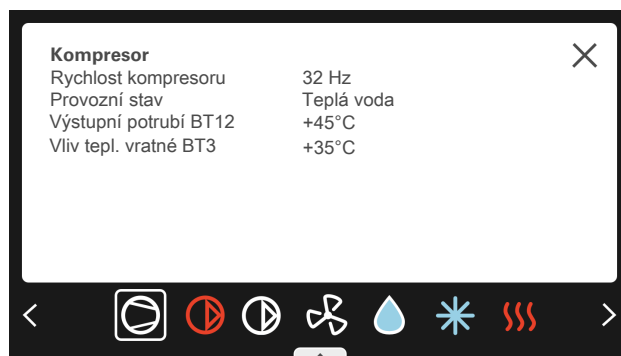 Kompresor
Rychlost kompresoru 32 Hz
Provozní stav Teplá voda
Výstupní potrubí BT12 +45°C
Vliv tepl. vratné BT3 +35°C